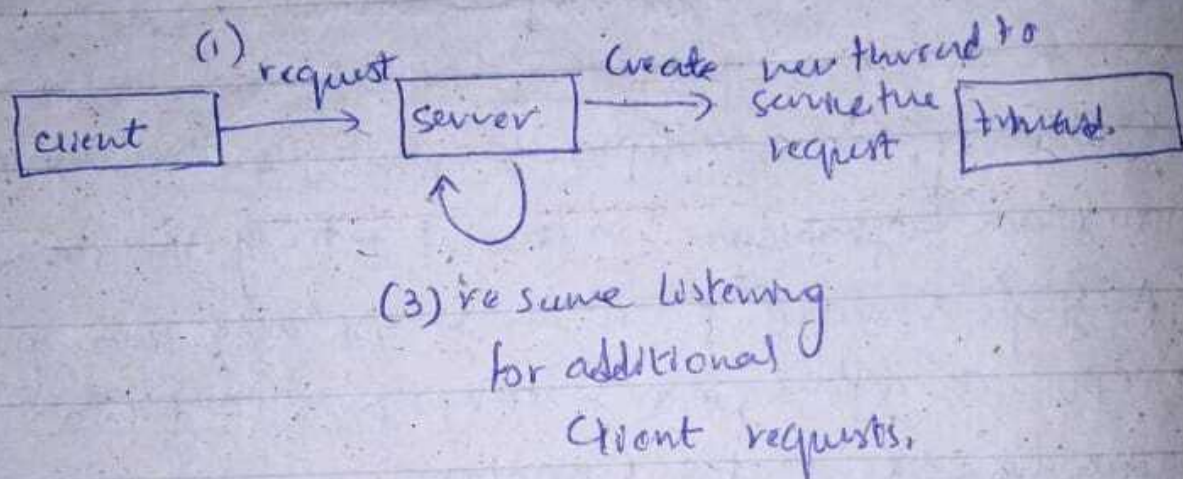 (1) request
client
server
Create new thread to
service the
request
thread.
(3) resume listening
for additional
Client requests.